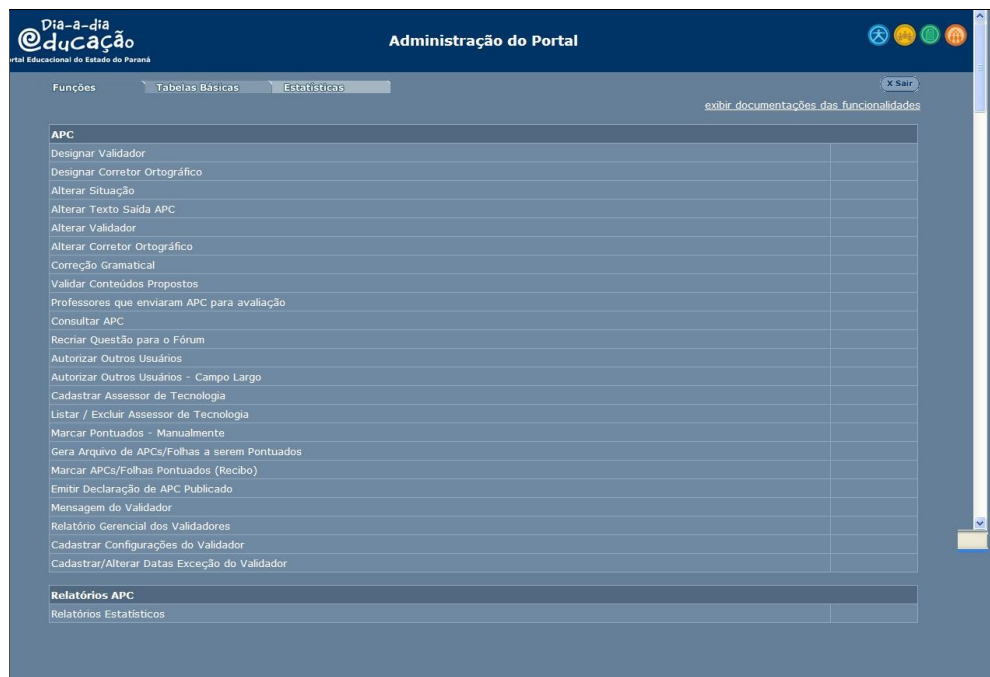 Dia-a-dia
@ducação
rtal Educacional do Estado do Paraná
Administração do Portal
Funções
Tabelas Básicas
Estatísticas
X Sair
exibir documentações das funcionalidades
APC
Designar Validador
Designar Corretor Ortográfico
Alterar Situação
Alterar Texto Saída APC
Alterar Validador
Alterar Corretor Ortográfico
Correção Gramatical
Validar Conteúdos Propostos
Professores que enviaram APC para avaliação
Consultar APC
Recriar Questão para o Fórum
Autorizar Outros Usuários
Autorizar Outros Usuários - Campo Largo
Cadastrar Assessor de Tecnologia
Listar / Excluir Assessor de Tecnologia
Marcar Pontuados - Manualmente
Gera Arquivo de APCs/Folhas a serem Pontuados
Marcar APCs/Folhas Pontuados (Recibo)
Emitir Declaração de APC Publicado
Mensagem do Validador
Relatório Gerencial dos Validadores
Cadastrar Configurações do Validador
Cadastrar/Alterar Datas Exceção do Validador
Relatórios APC
Relatórios Estatísticos